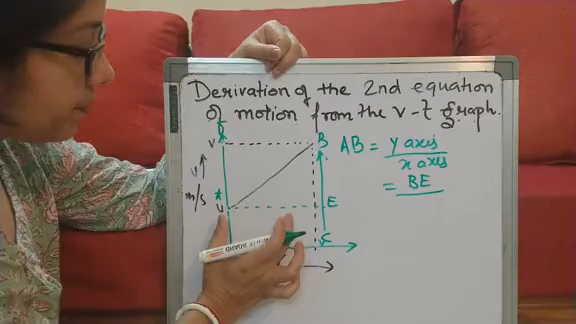 Derivation of the 2nd equation
of motion from the v-t graph.
V B AB = y axis
x axis
v
m/s
= BE
u E
C